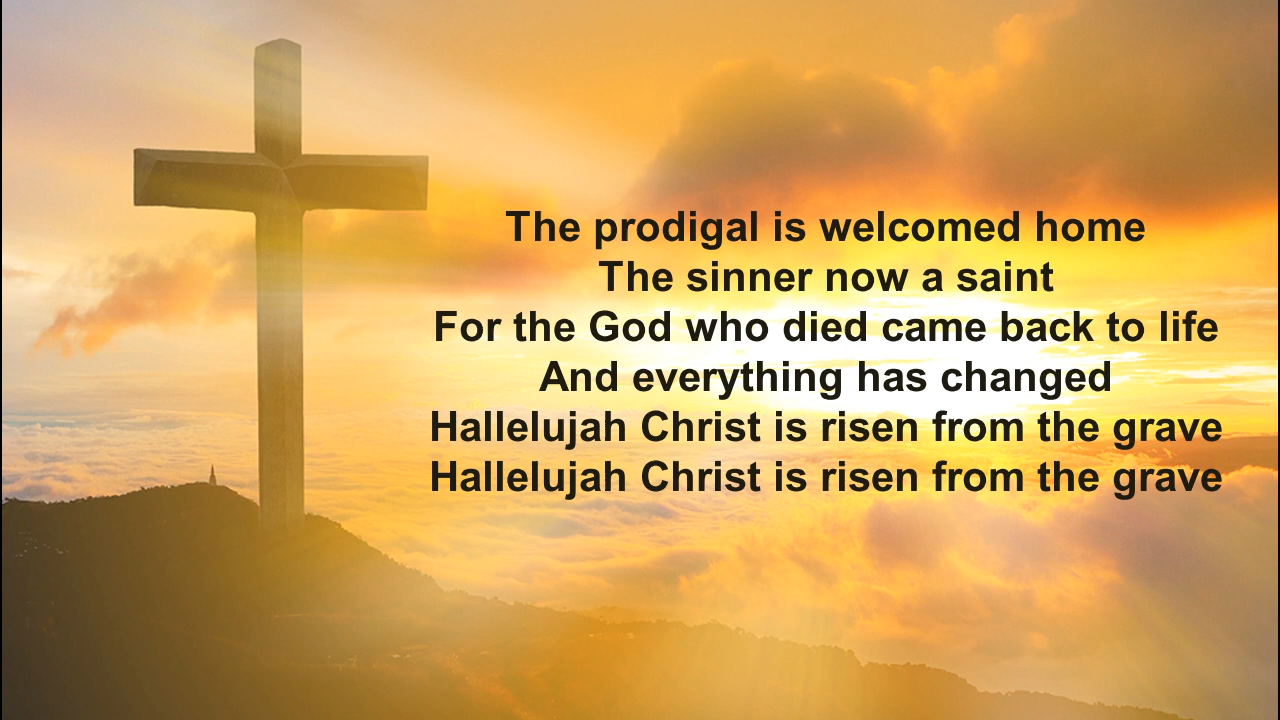 The prodigal is welcomed home
The sinner now a saint
For the God who died came back to life
And everything has changed
Hallelujah Christ is risen from the grave
Hallelujah Christ is risen from the grave